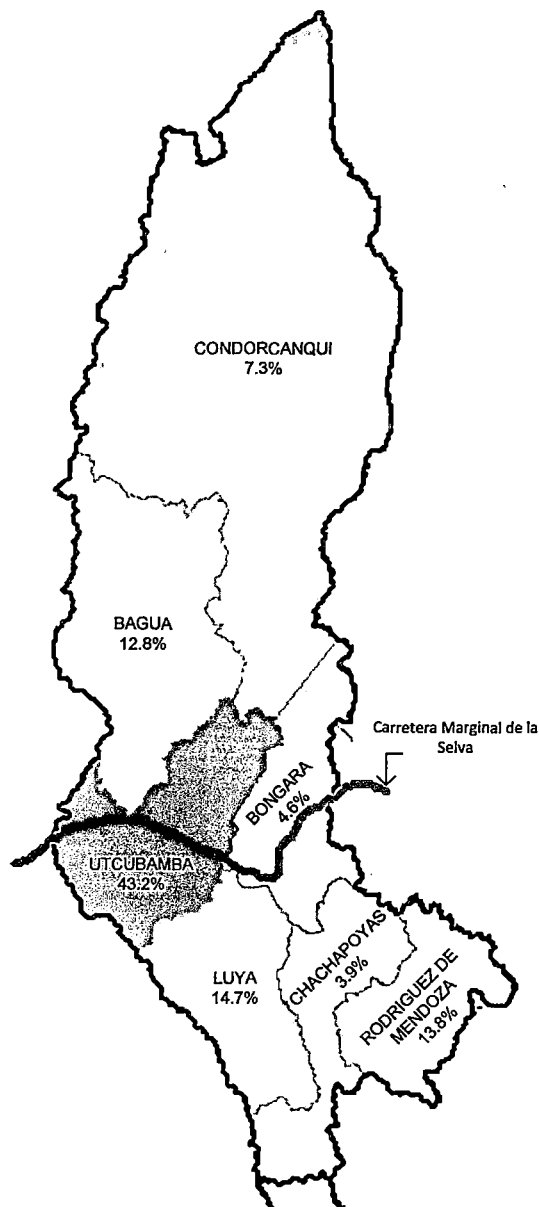 CONDORCANQUI
7.3%
BAGUA
12.8%
Carretera Marginal de la
Selva
BONGARA
4.6%
UTCUBAMBA
43.2%
CHACHAPOYAS
3.9%
LUYA
14.7%
RODRIGUEZ DE
MENDOZA
13.8%